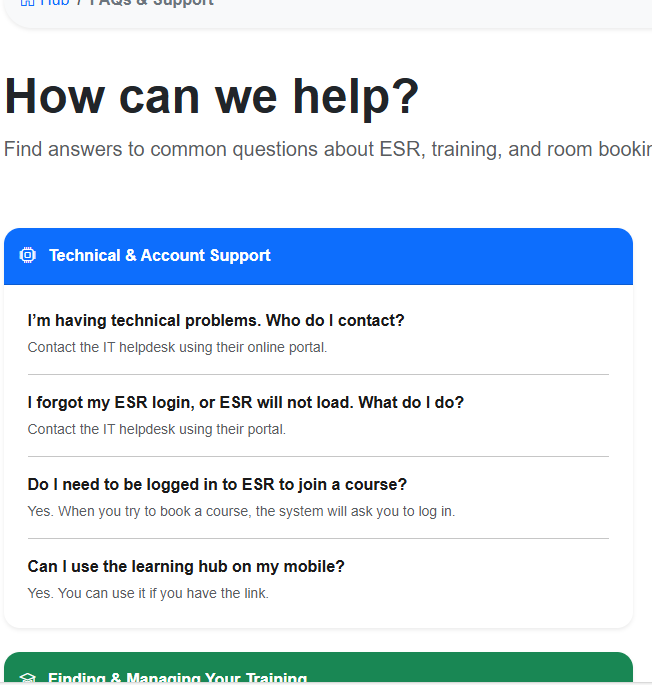 Hub / FAQs & Support
How can we help?
Find answers to common questions about ESR, training, and room
Technical & Account Support
I'm having technical problems. Who do I contact?
Contact the IT helpdesk using their online portal.
I forgot my ESR login, or ESR will not load. What do I do?
Contact the IT helpdesk using their portal.
Do I need to be logged in to ESR to join a course?
Yes. When you try to book a course, the system will ask you to log in.
Can I use the learning hub on my mobile?
Yes. You can use it if you have the link.
Finding & Managing Your Training